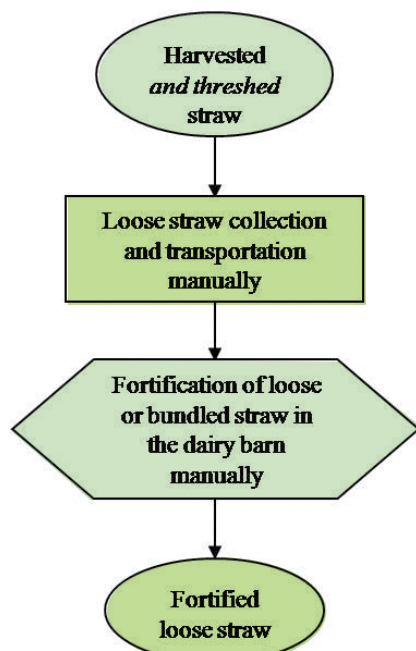 Harvested
and threshed
straw
Loose straw collection
and transportation
manually
Fortification of loose
or bundled straw in
the dairy barn
manually
Fortified
loose straw